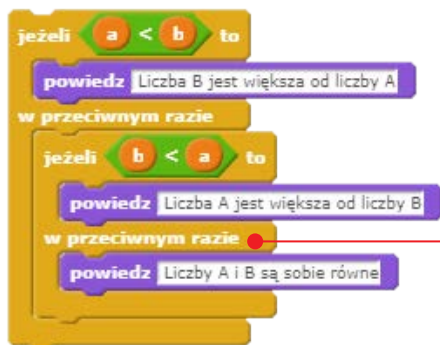 jeżeli a < b to
powiedz Liczba B jest większa od liczby A
w przeciwnym razie
jeżeli b < a to
powiedz Liczba A jest większa od liczby B
w przeciwnym razie
powiedz Liczby A i B są sobie równe